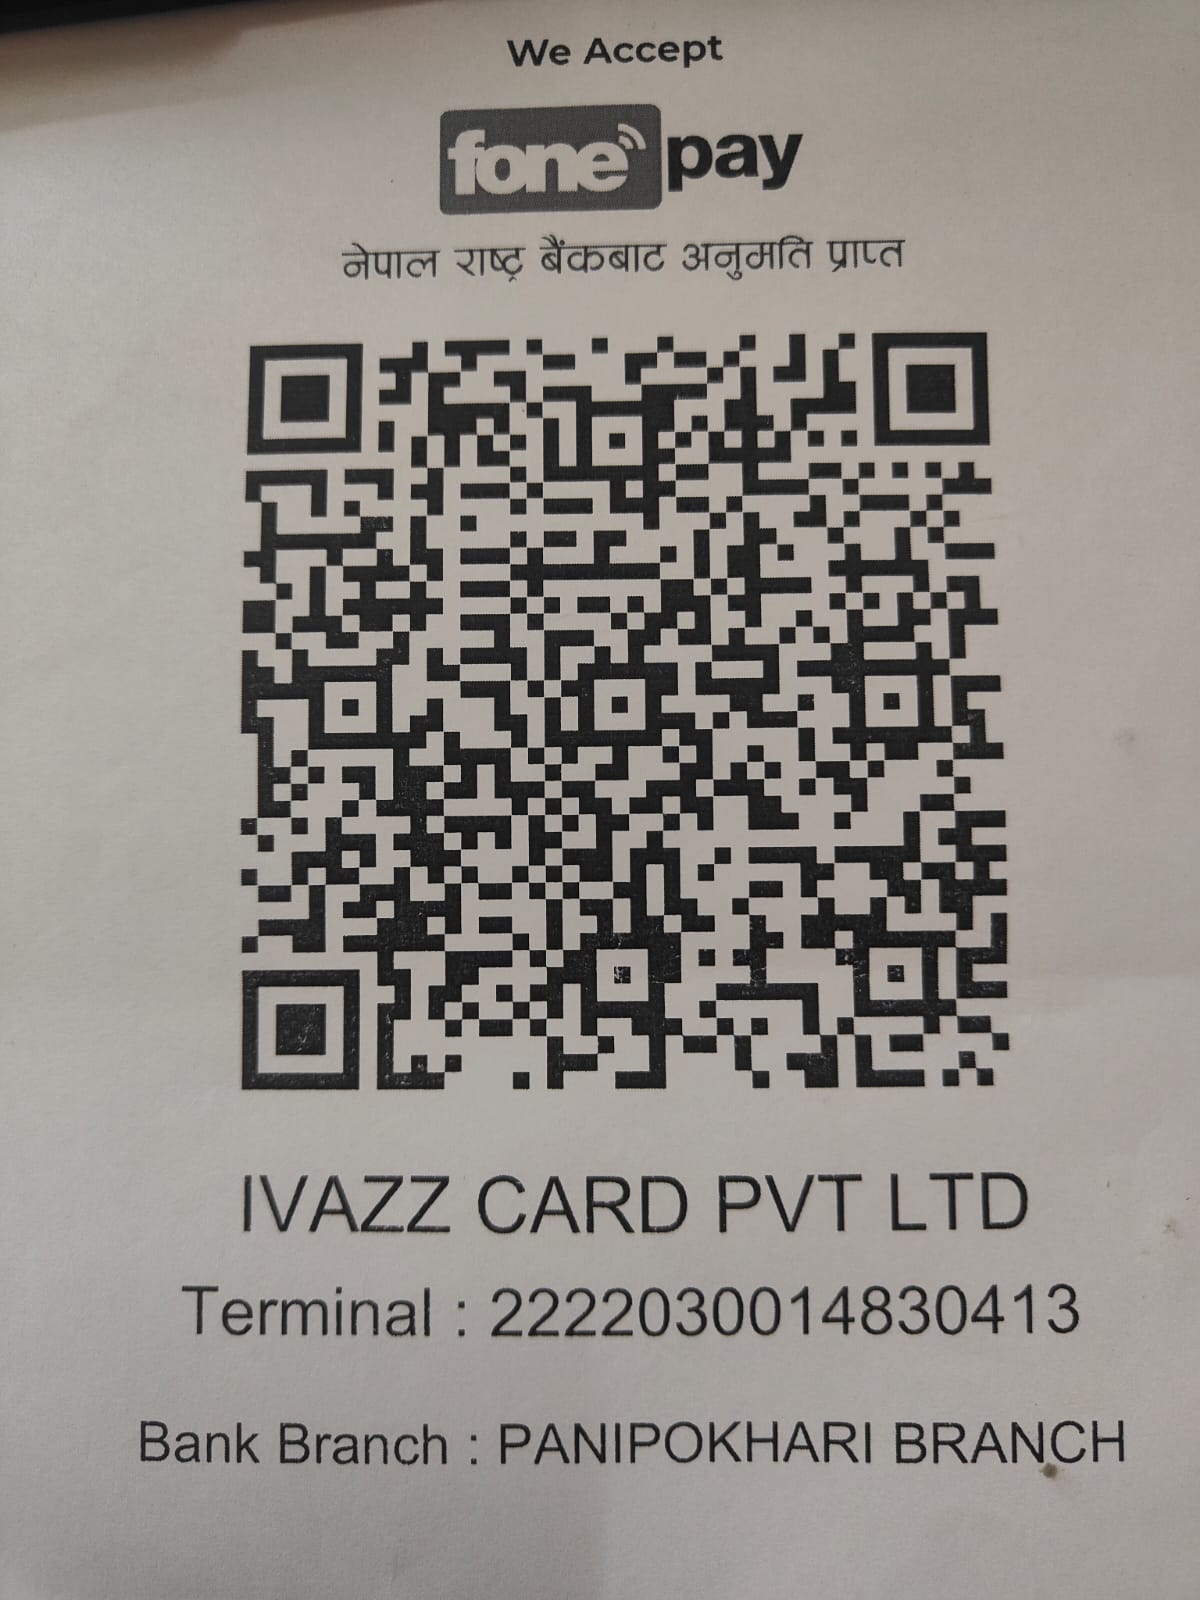 We Accept
fonepay
नेपाल राष्ट्र बैंकबाट अनुमति प्राप्त
IVAZZ CARD PVT LTD
Terminal : 2222030014830413
Bank Branch : PANIPOKHARI BRANCH